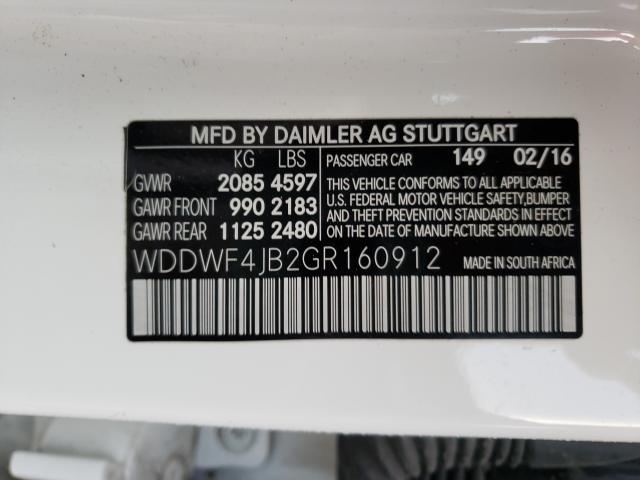 MFD BY DAIMLER AG STUTTGART
KG LBS
GVWR 2085 4597
GAWR FRONT 990 2183
GAWR REAR 1125 2480
PASSENGER CAR 149 02/16
THIS VEHICLE CONFORMS TO ALL APPLICABLE
U.S. FEDERAL MOTOR VEHICLE SAFETY,BUMPER
AND THEFT PREVENTION STANDARDS IN EFFECT
ON THE DATE OF MANUFACTURE SHOWN ABOVE.
WDDWF4JB2GR160912
MADE IN SOUTH AFRICA